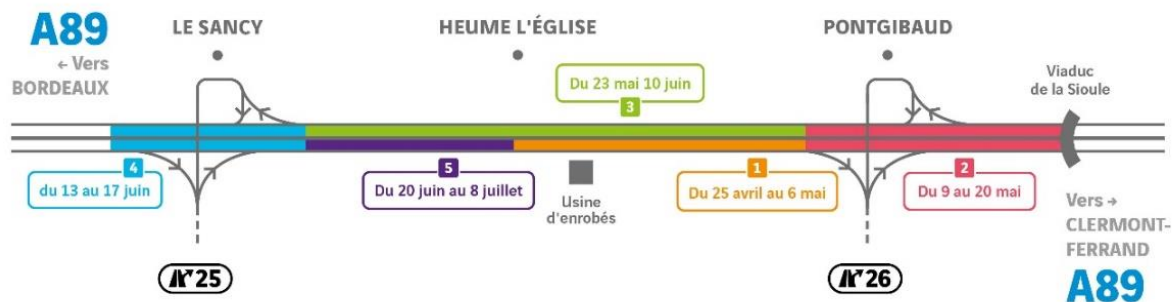 A89
← Vers
BORDEAUX
LE SANCY
HEUME L'ÉGLISE
PONTGIBAUD
Viaduc
de la Sioule
Du 23 mai 10 juin
3
4
du 13 au 17 juin
5
Du 20 juin au 8 juillet
Usine
d'enrobés
1
Du 25 avril au 6 mai
2
Du 9 au 20 mai
Vers →
CLERMONT-
FERRAND
A89
25
26